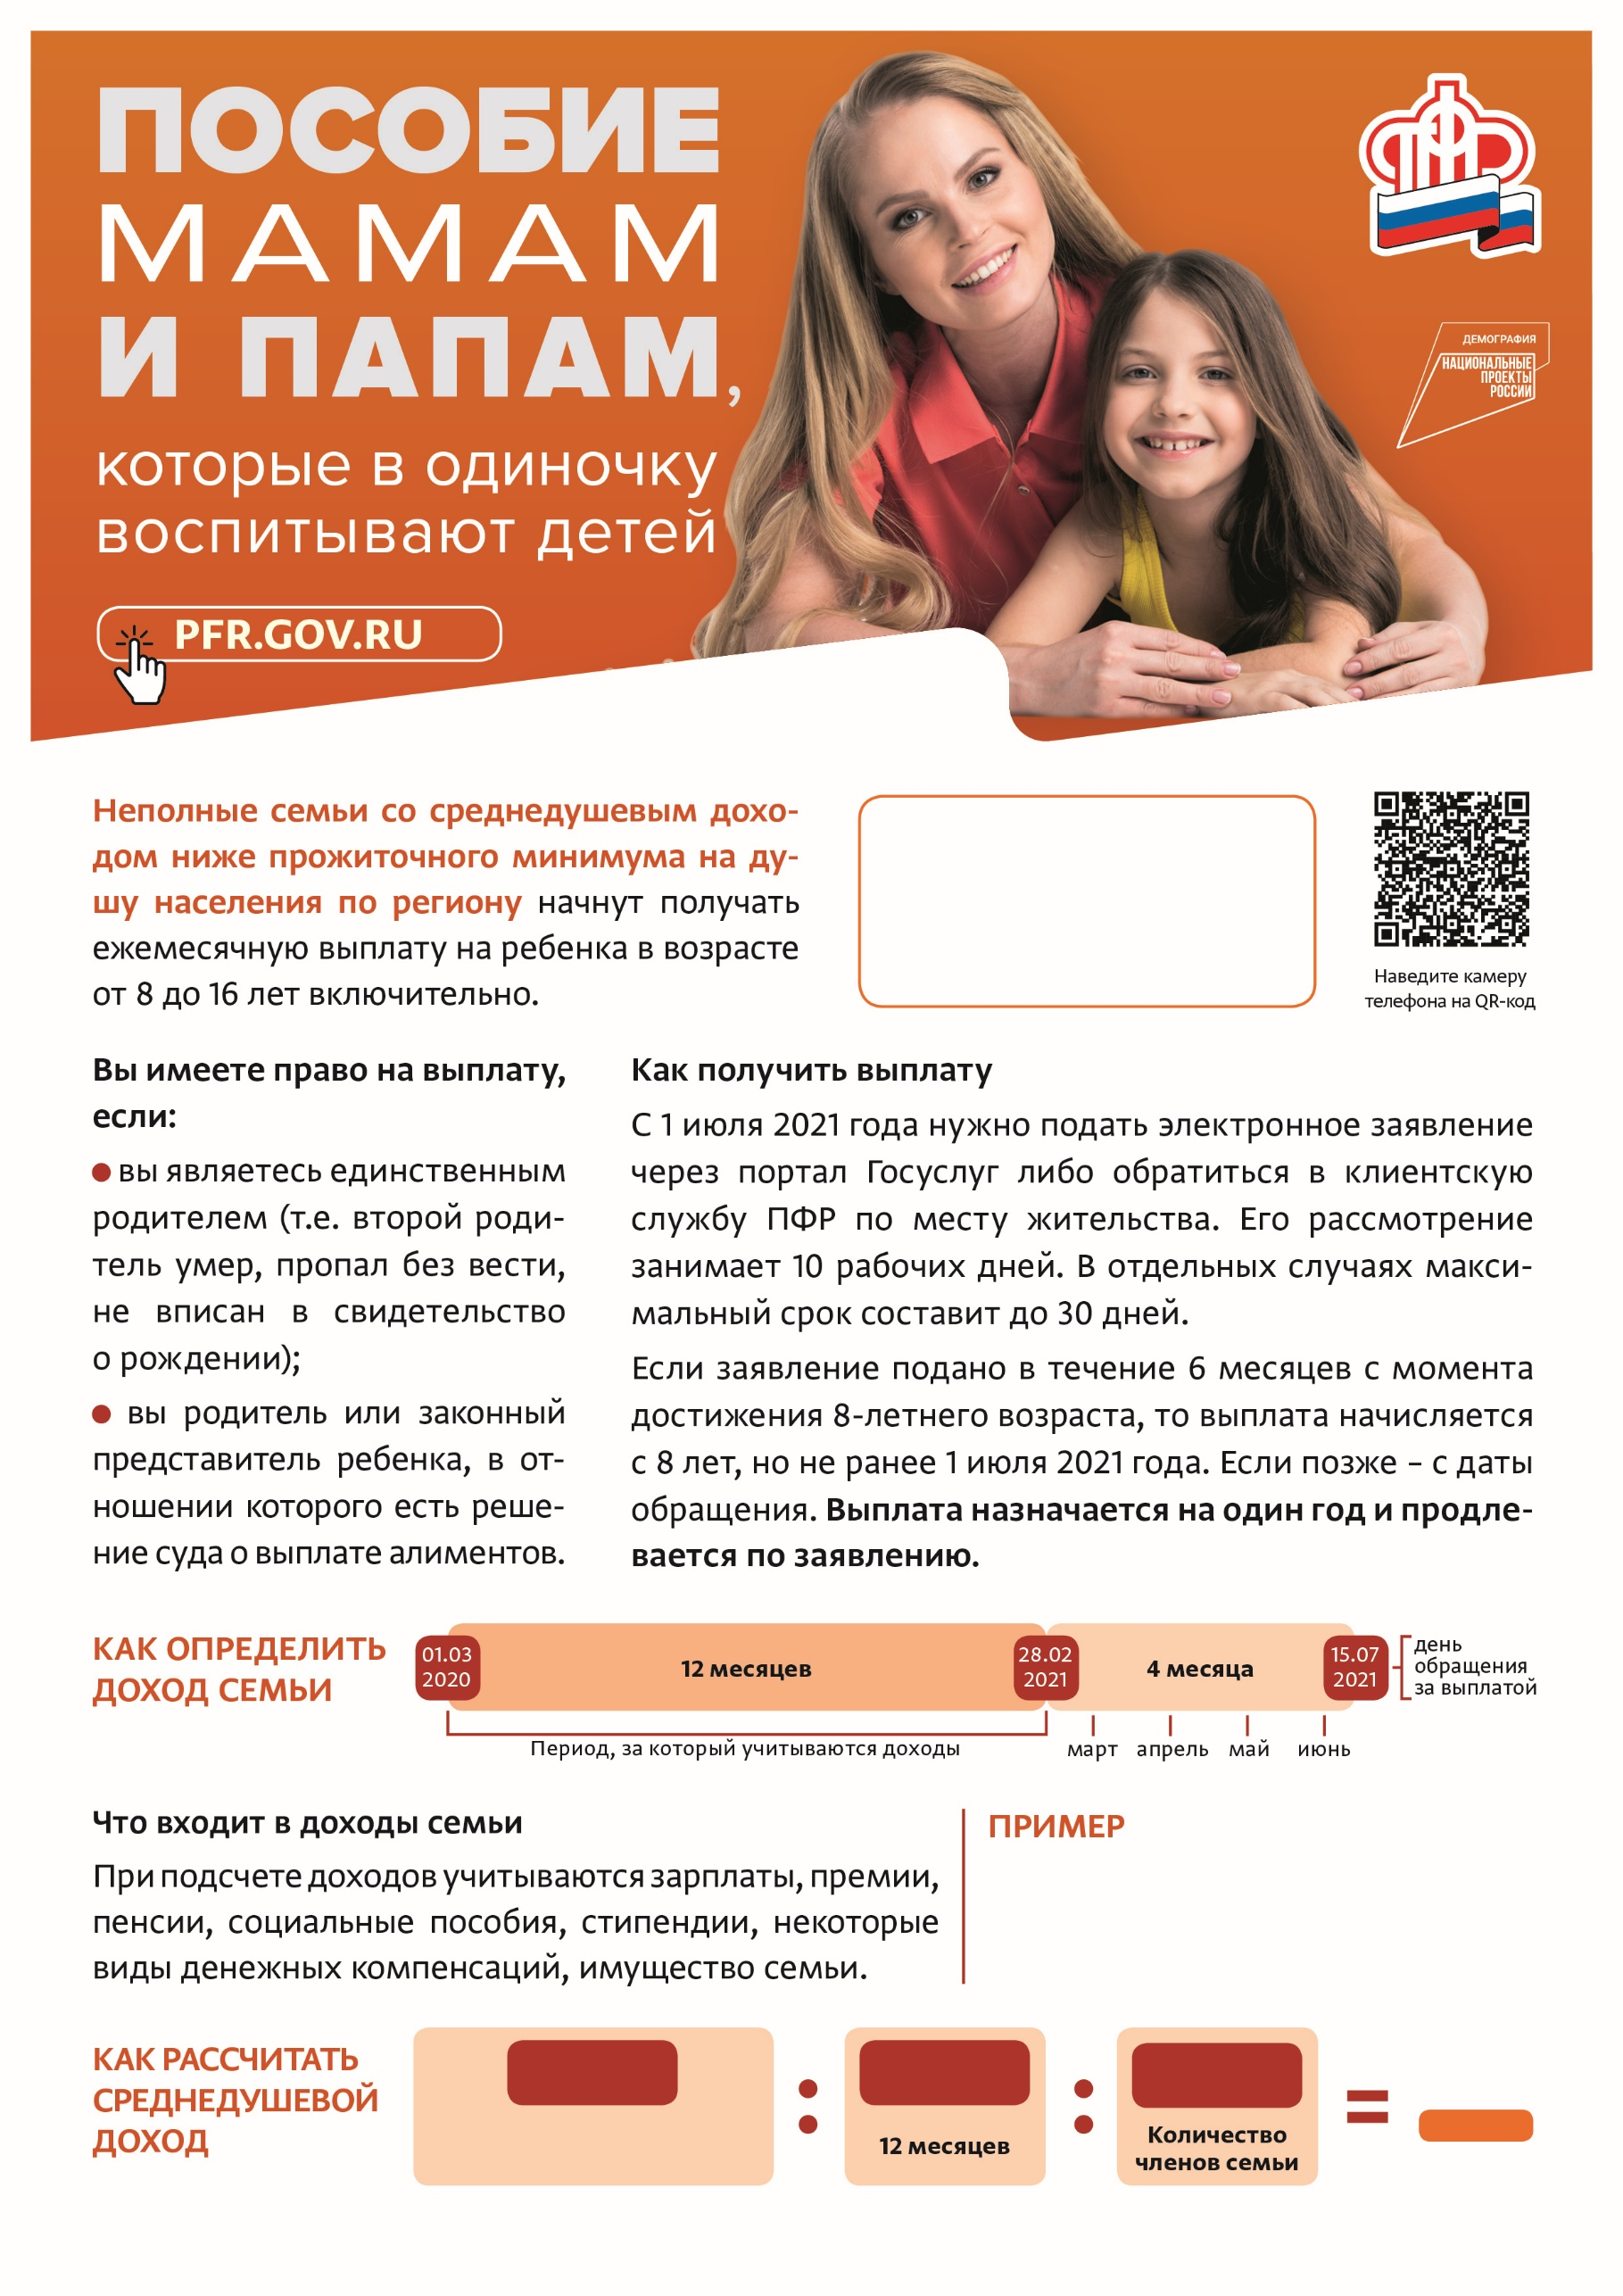 ПОСОБИЕ
МАМАМ
И ПАПАМ,
которые в одиночку
воспитывают детей
PFR.GOV.RU
ПФР
ДЕМОГРАФИЯ
НАЦИОНАЛЬНЫЕ
ПРОЕКТЫ
РОССИИ
Неполные семьи со среднедушевым дохо-
дом ниже прожиточного минимума на ду-
шу населения по региону начнут получать
ежемесячную выплату на ребенка в возрасте
от 8 до 16 лет включительно.
Наведите камеру
телефона на QR-код
Вы имеете право на выплату,
если:
● вы являетесь единственным
родителем (т.е. второй роди-
тель умер, пропал без вести,
не вписан в свидетельство
о рождении);
● вы родитель или законный
представитель ребенка, в от-
ношении которого есть реше-
ние суда о выплате алиментов.
Как получить выплату
С 1 июля 2021 года нужно подать электронное заявление
через портал Госуслуг либо обратиться в клиентскую
службу ПФР по месту жительства. Его рассмотрение
занимает 10 рабочих дней. В отдельных случаях макси-
мальный срок составит до 30 дней.
Если заявление подано в течение 6 месяцев с момента
достижения 8-летнего возраста, то выплата начисляется
с 8 лет, но не ранее 1 июля 2021 года. Если позже – с даты
обращения. Выплата назначается на один год и продле-
вается по заявлению.
КАК ОПРЕДЕЛИТЬ
ДОХОД СЕМЬИ
01.03
2020
12 месяцев
28.02
2021
4 месяца
15.07
2021
день
обращения
за выплатой
Период, за который учитываются доходы
март апрель май июнь
Что входит в доходы семьи
При подсчете доходов учитываются зарплаты, премии,
пенсии, социальные пособия, стипендии, некоторые
виды денежных компенсаций, имущество семьи.
ПРИМЕР
КАК РАССЧИТАТЬ
СРЕДНЕДУШЕВОЙ
ДОХОД
:
12 месяцев
:
Количество
членов семьи
=